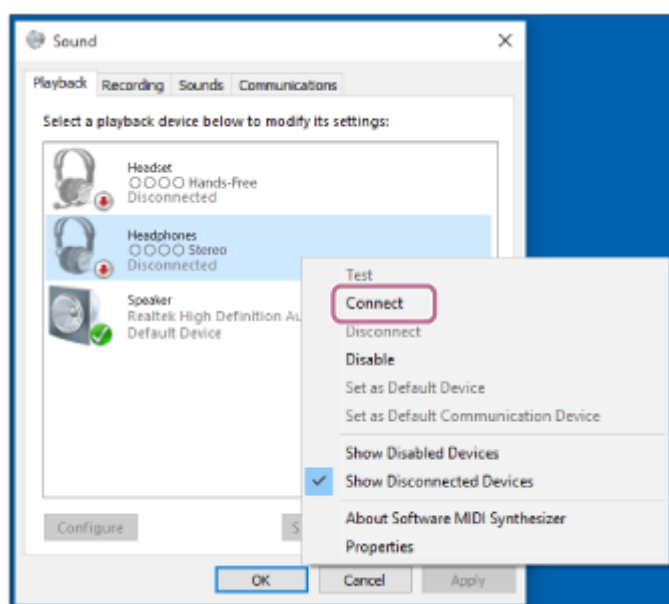 Sound
Playback Recording Sounds Communications
Select a playback device below to modify its settings:
Headset
○○○○ Hands-Free
Disconnected
Headphones
○○○○ Stereo
Disconnected
Speaker
Realtek High Definition Au
Default Device
Test
Connect
Disconnect
Disable
Set as Default Device
Set as Default Communication Device
Show Disabled Devices
Show Disconnected Devices
About Software MIDI Synthesizer
Properties
Configure S
OK Cancel Apply